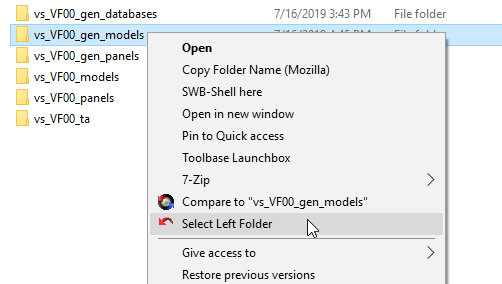 vs_VF00_gen_databases 7/16/2019 3:43 PM File folder
vs_VF00_gen_models File folder
vs_VF00_gen_panels
vs_VF00_models
vs_VF00_panels
vs_VF00_ta
Open
Copy Folder Name (Mozilla)
SWB-Shell here
Open in new window
Pin to Quick access
Toolbase Launchbox
7-Zip
Compare to "vs_VF00_gen_models"
Select Left Folder
Give access to
Restore previous versions